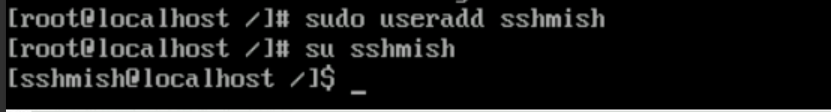 [root@localhost /]# sudo useradd sshmish
[root@localhost /]# su sshmish
[sshmish@localhost /]$ _